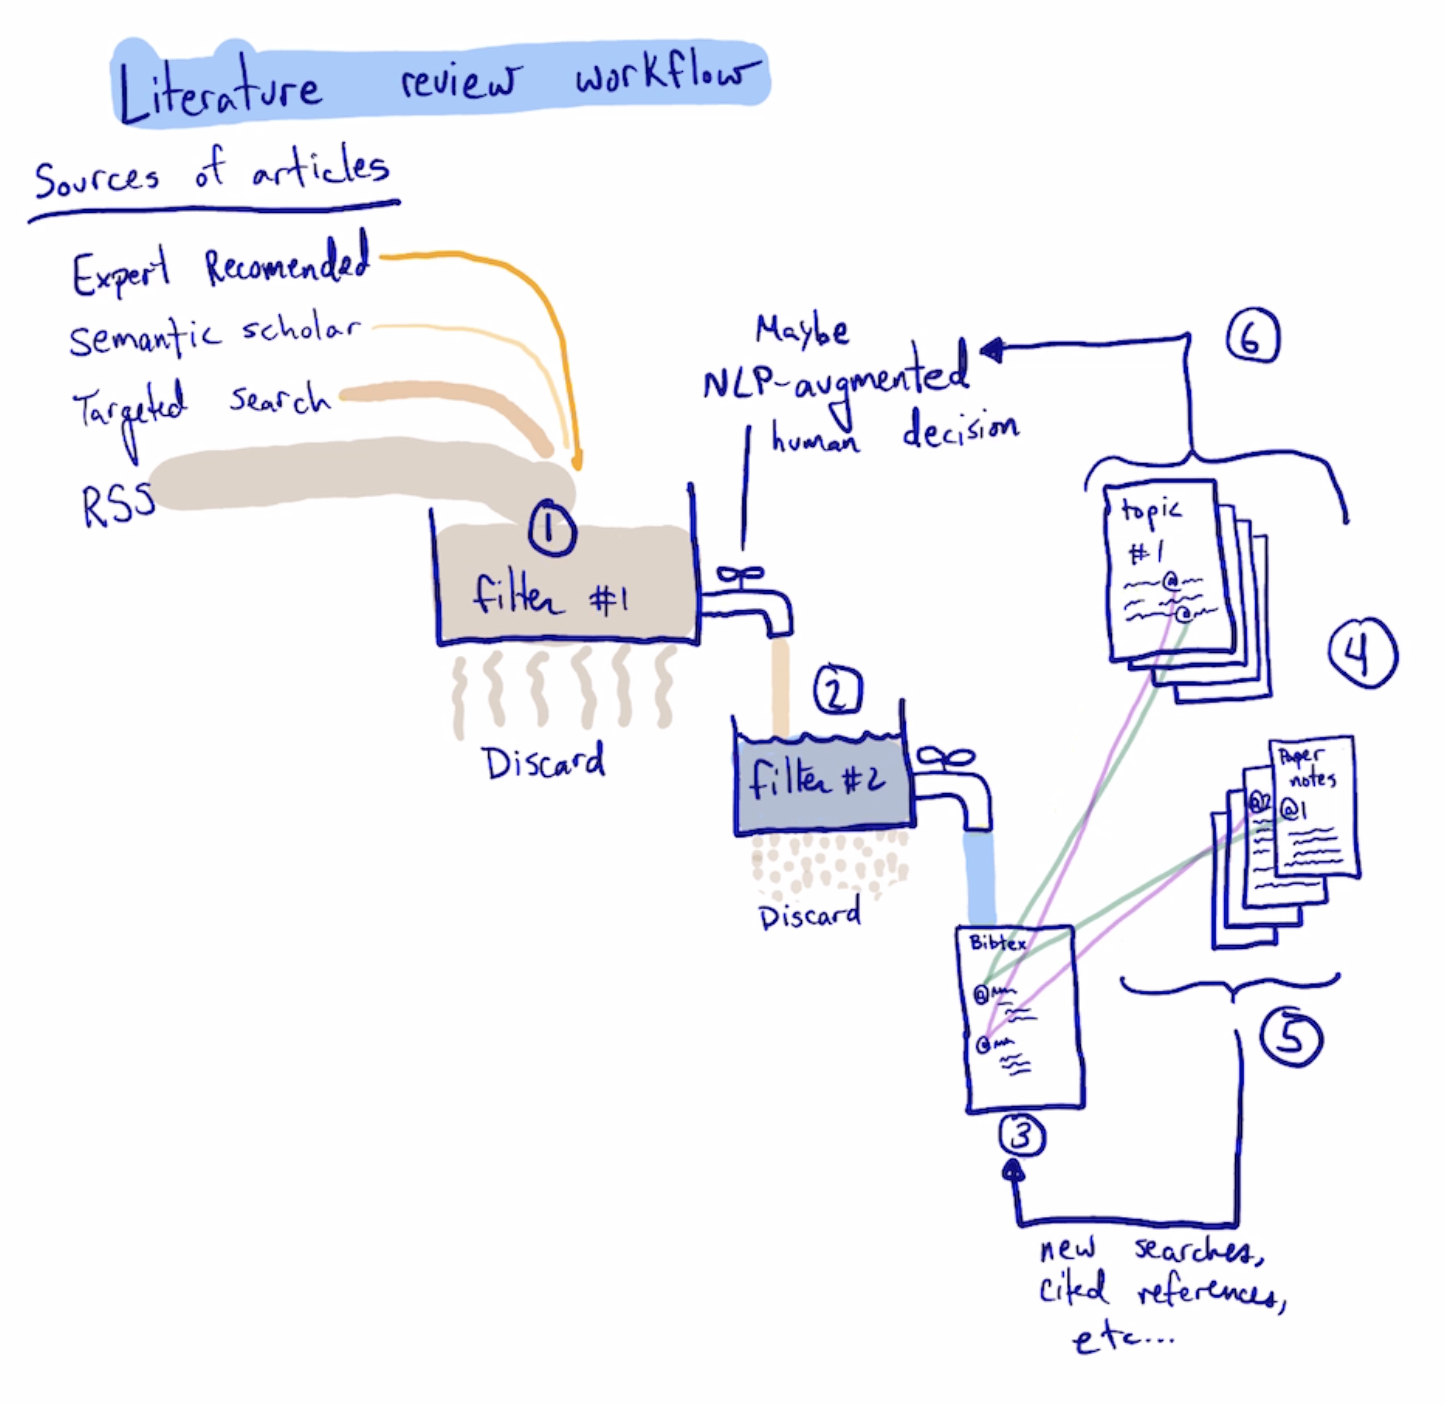 Literature review workflow
Sources of articles
Expert Recomended
Semantic scholar
Targeted search
RSS
1
filter #1
Discard
Maybe
NLP-augmented
human decision
2
filter #2
Discard
Bibtex
@
@
3
topic
#1
@
@
4
Paper
notes
@2
@1
5
new searches,
cited references,
etc...
6